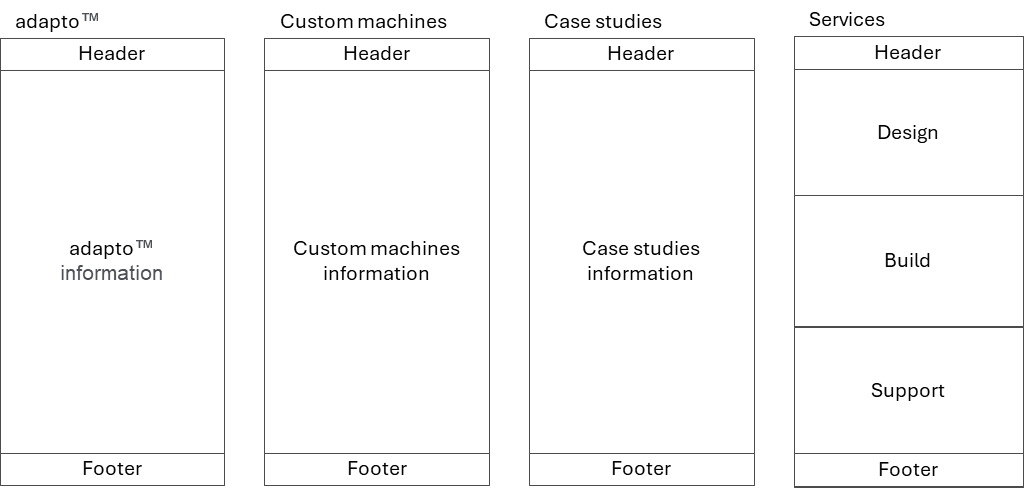 adapto™
Header
adapto™
information
Footer
Custom machines
Header
Custom machines
information
Footer
Case studies
Header
Case studies
information
Footer
Services
Header
Design
Build
Support
Footer